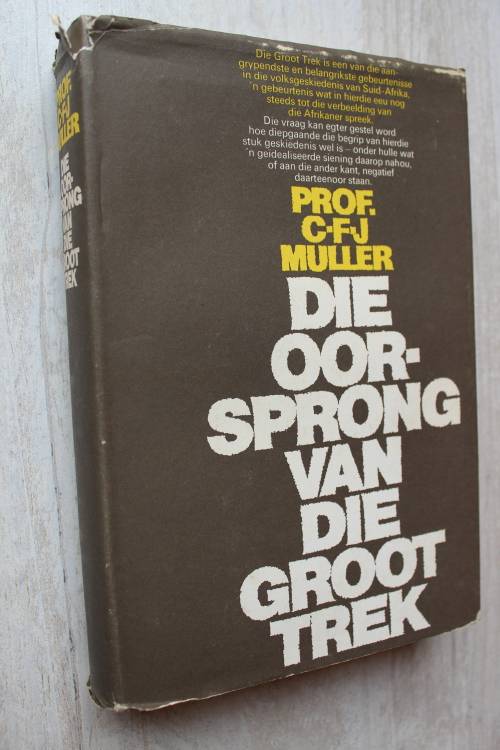 Die Groot Trek is een van die aan-
grypendste en belangrikste gebeurtenisse
in die volksgeskiedenis van Suid-Afrika,
'n gebeurtenis wat in hierdie eeu nog
steeds tot die verbeelding van
die Afrikaner spreek.
Die vraag kan egter gestel word
hoe diepgaande die begrip van hierdie
stuk geskiedenis wel is – onder hulle wat
'n geïdealiseerde siening daarop nahou,
of aan die ander kant, negatief
daarteenoor staan.
PROF.
C·F·J
MULLER
DIE
OOR-
SPRONG
VAN
DIE
GROOT
TREK
PROF.
C·F·J
MULLER
DIE
OOR-
SPRONG
VAN
DIE
GROOT
TREK